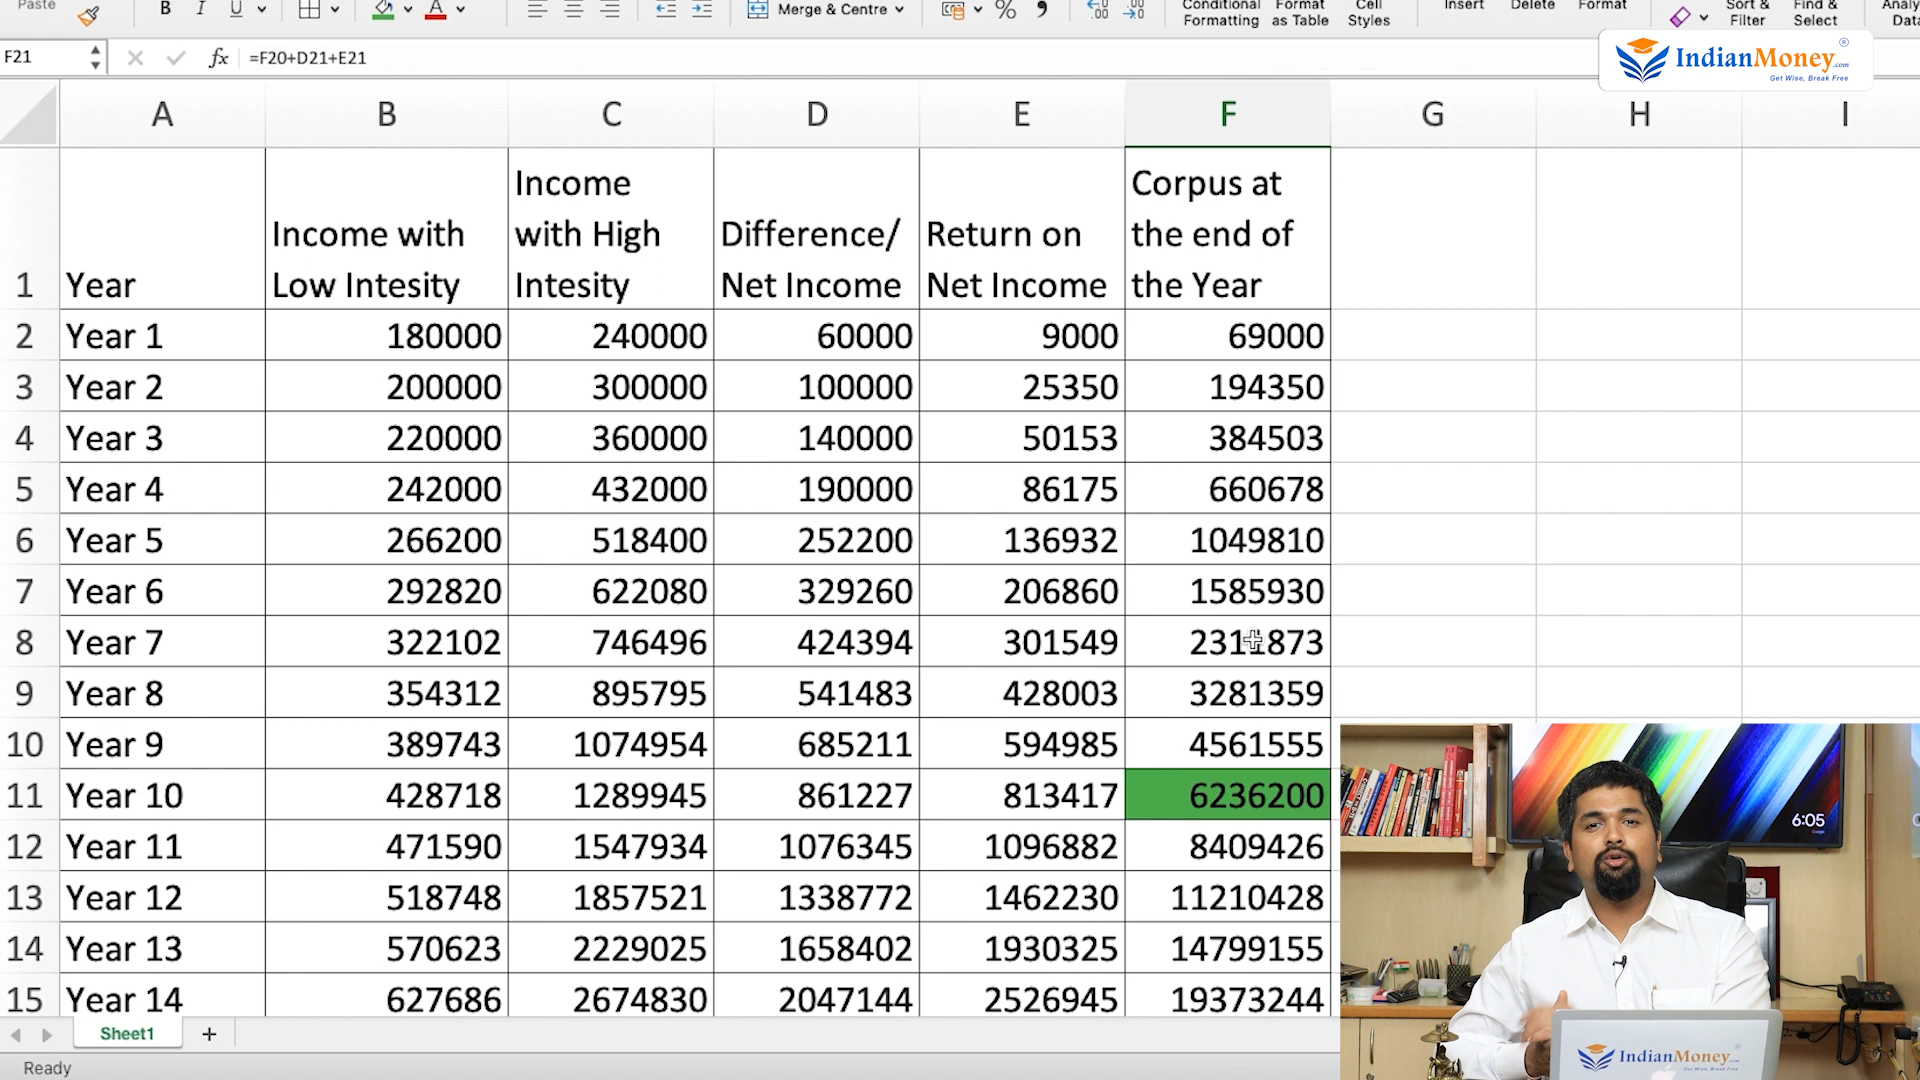 Paste
B I U
A
Merge & Centre
%
Conditional Formatting
Format as Table
Cell Styles
Insert
Delete
Format
Sort & Filter
Find & Select
F21
fx
=F20+D21+E21
IndianMoney.com
®
Get Wise, Break Free
A B C D E F G H I
1 Year Income with Low Intesity Income with High Intesity Difference/ Net Income Return on Net Income Corpus at the end of the Year
2 Year 1 180000 240000 60000 9000 69000
3 Year 2 200000 300000 100000 25350 194350
4 Year 3 220000 360000 140000 50153 384503
5 Year 4 242000 432000 190000 86175 660678
6 Year 5 266200 518400 252200 136932 1049810
7 Year 6 292820 622080 329260 206860 1585930
8 Year 7 322102 746496 424394 301549 2311873
9 Year 8 354312 895795 541483 428003 3281359
10 Year 9 389743 1074954 685211 594985 4561555
11 Year 10 428718 1289945 861227 813417 6236200
12 Year 11 471590 1547934 1076345 1096882 8409426
13 Year 12 518748 1857521 1338772 1462230 11210428
14 Year 13 570623 2229025 1658402 1930325 14799155
15 Year 14 627686 2674830 2047144 2526945 19373244
6:05
IndianMoney
Get Wise, Break Free
Sheet1
+
Ready